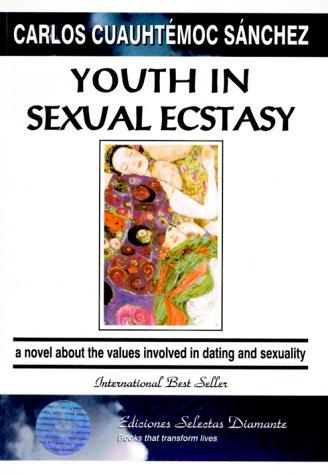 CARLOS CUAUHTÉMOC SÁNCHEZ
YOUTH IN
SEXUAL ECSTASY
a novel about the values involved in dating and sexuality
International Best Seller
Ediciones Selectas Diamante
Books that transform lives